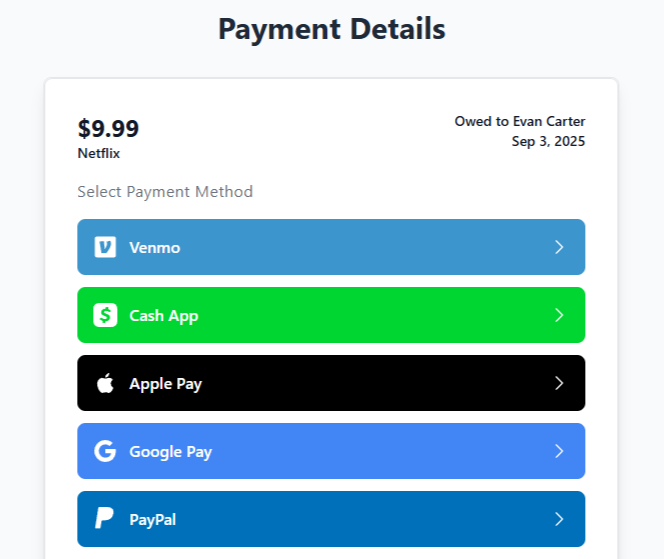 Payment Details
$9.99
Netflix
Owed to Evan Carter
Sep 3, 2025
Select Payment Method
Venmo
Cash App
Apple Pay
Google Pay
PayPal